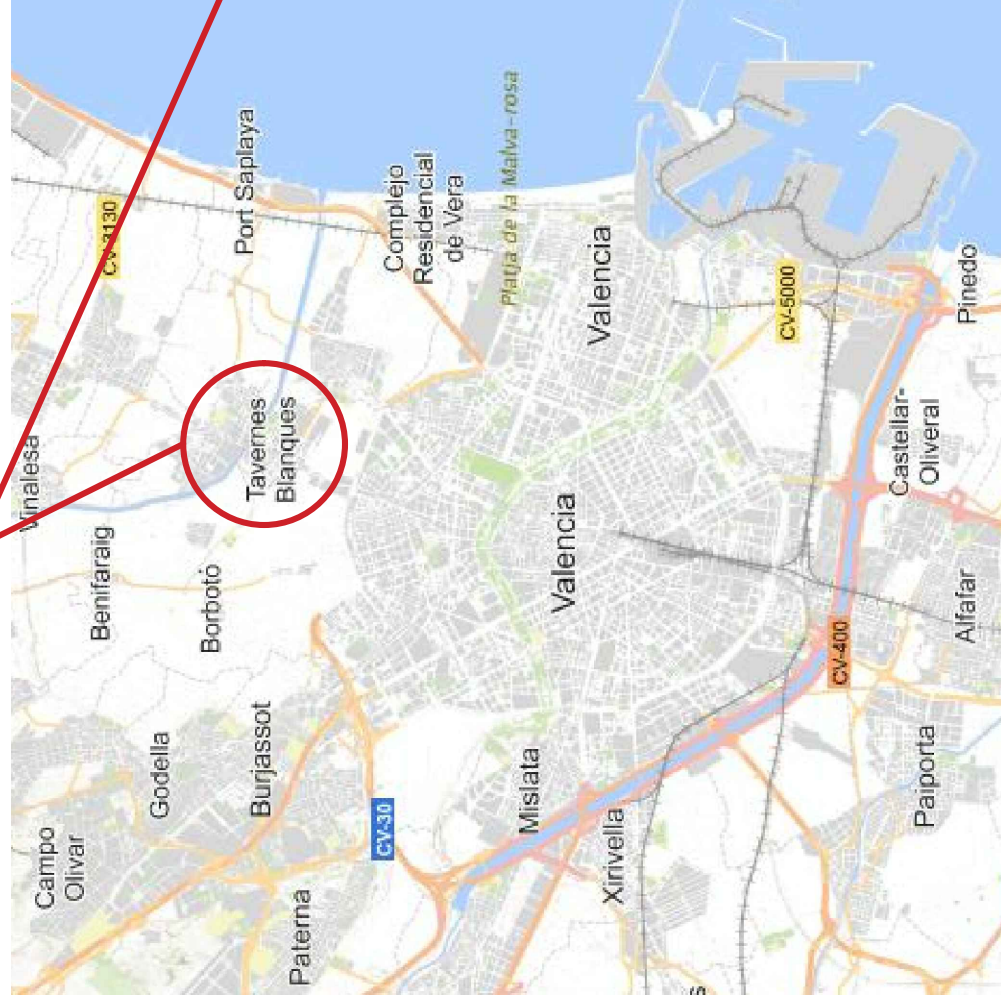 Vinalesa
Campo
Olivar
Benifaraig
CV-3130
Godella
Borbotó
Port Saplaya
Burjassot
Tavernes
Blanques
Paterna
CV-30
Complejo
Residencial
de Vera
Platja de la Malva-rosa
Mislata
Valencia
Valencia
Xirivella
CV-5000
CV-400
Castellar-
Oliveral
Paiporta
Alfafar
Pinedo